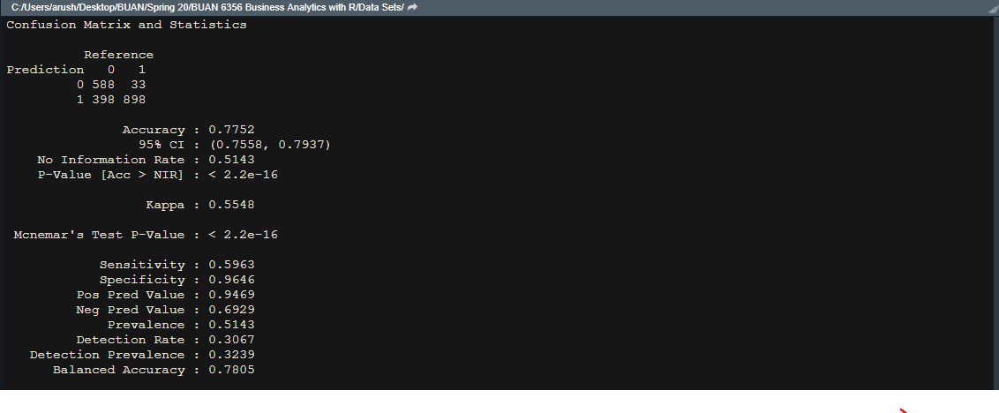 C:/Users/arush/Desktop/BUAN/Spring 20/BUAN 6356 Business Analytics with R/Data Sets/
Confusion Matrix and Statistics
Reference
Prediction 0 1
0 588 33
1 398 898
Accuracy : 0.7752
95% CI : (0.7558, 0.7937)
No Information Rate : 0.5143
P-Value [Acc > NIR] : < 2.2e-16
Kappa : 0.5548
Mcnemar's Test P-Value : < 2.2e-16
Sensitivity : 0.5963
Specificity : 0.9646
Pos Pred Value : 0.9469
Neg Pred Value : 0.6929
Prevalence : 0.5143
Detection Rate : 0.3067
Detection Prevalence : 0.3239
Balanced Accuracy : 0.7805